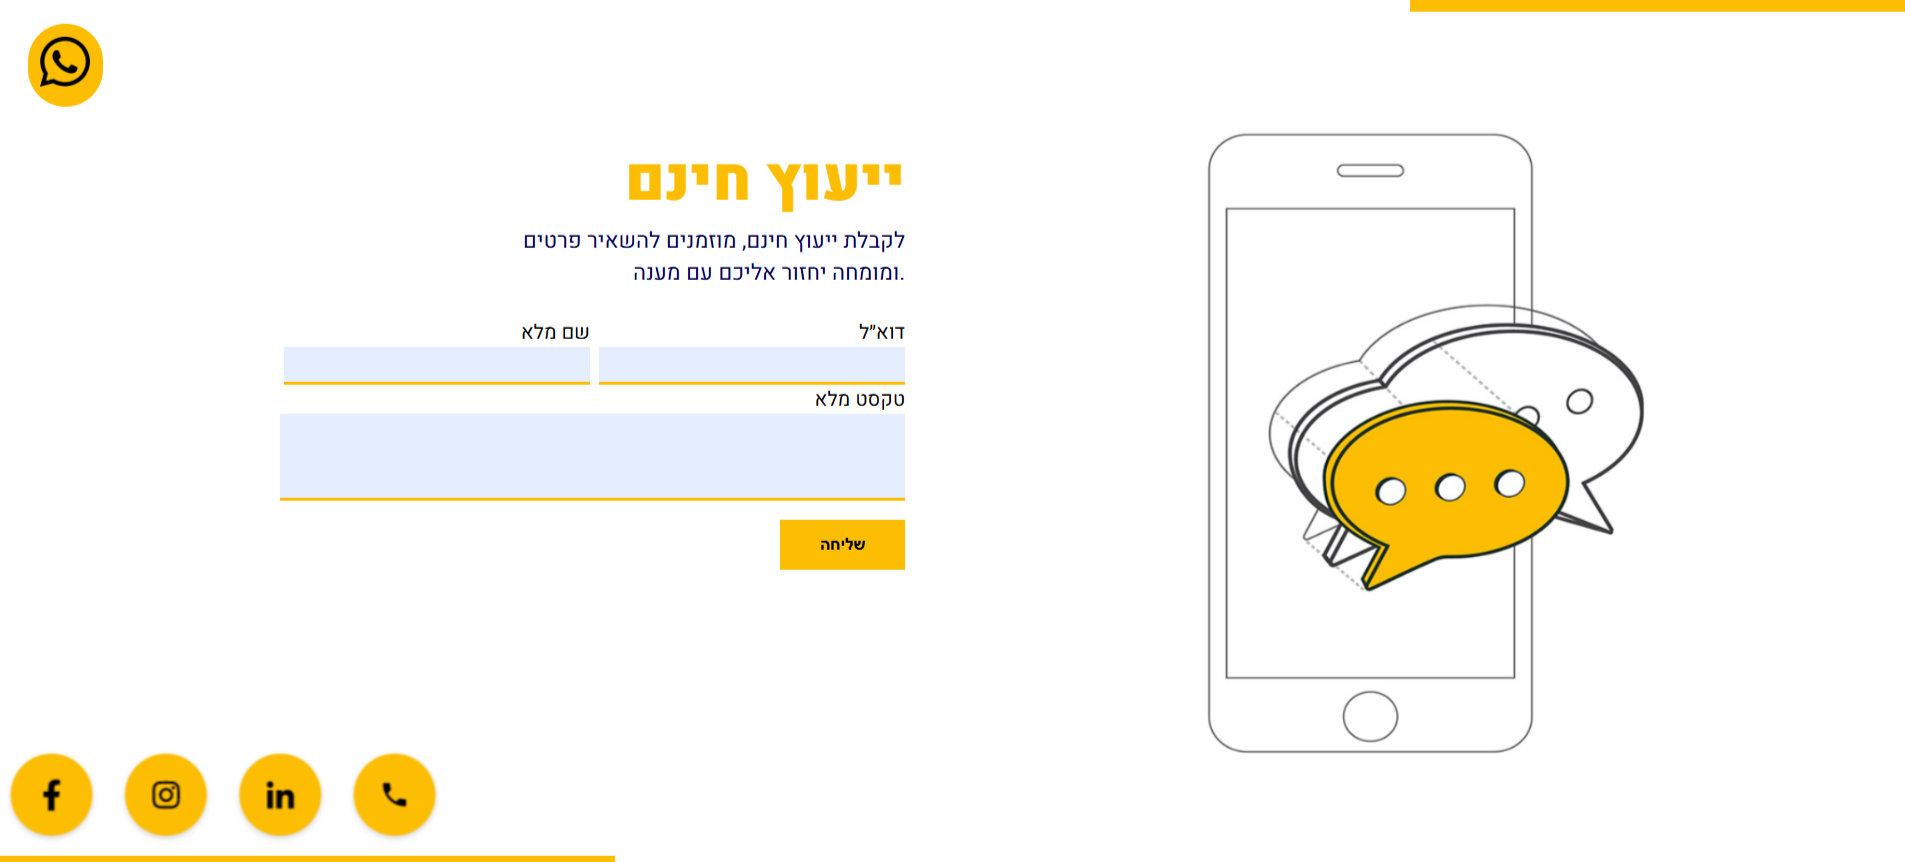 ייעוץ חינם
לקבלת ייעוץ חינם, מוזמנים להשאיר פרטים
ומומחה יחזור אליכם עם מענה.
דוא״ל
שם מלא
טקסט מלא
שליחה